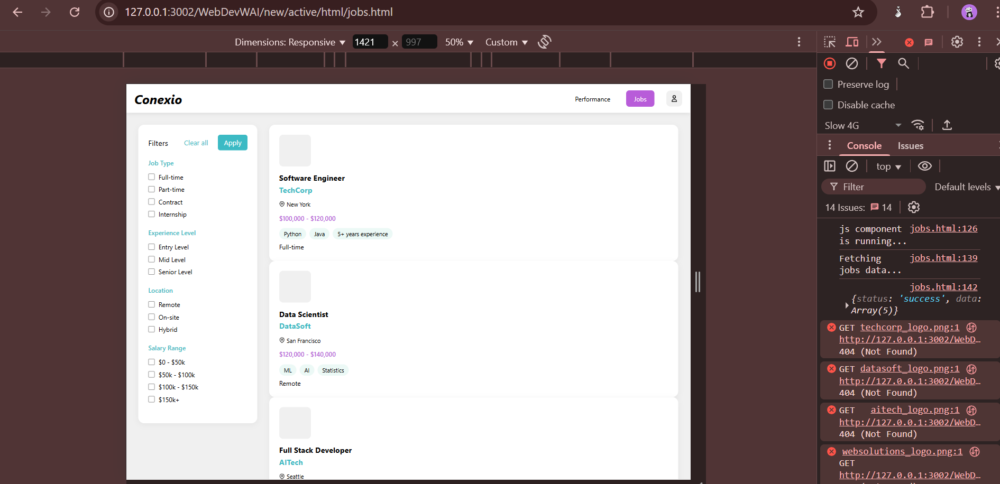 127.0.0.1:3002/WebDevWAI/new/active/html/jobs.html
Dimensions: Responsive 1421 × 997 50% Custom
Conexio
Performance Jobs
Filters Clear all Apply
Job Type
Full-time
Part-time
Contract
Internship
Experience Level
Entry Level
Mid Level
Senior Level
Location
Remote
On-site
Hybrid
Salary Range
$0 - $50k
$50k - $100k
$100k - $150k
$150k+
Software Engineer
TechCorp
New York
$100,000 - $120,000
Python Java 5+ years experience
Full-time
Data Scientist
DataSoft
San Francisco
$120,000 - $140,000
ML AI Statistics
Remote
Full Stack Developer
AITech
Seattle
Preserve log
Disable cache
Slow 4G
Console Issues
top
Filter Default levels
14 Issues: 14
js component jobs.html:126
is running...
Fetching jobs.html:139
jobs data...
jobs.html:142
{status: 'success', data:
Array(5)}
GET techcorp_logo.png:1
http://127.0.0.1:3002/WebD…
404 (Not Found)
GET datasoft_logo.png:1
http://127.0.0.1:3002/WebD…
404 (Not Found)
GET aitech_logo.png:1
http://127.0.0.1:3002/WebD…
404 (Not Found)
websolutions_logo.png:1
GET
http://127.0.0.1:3002/WebD…